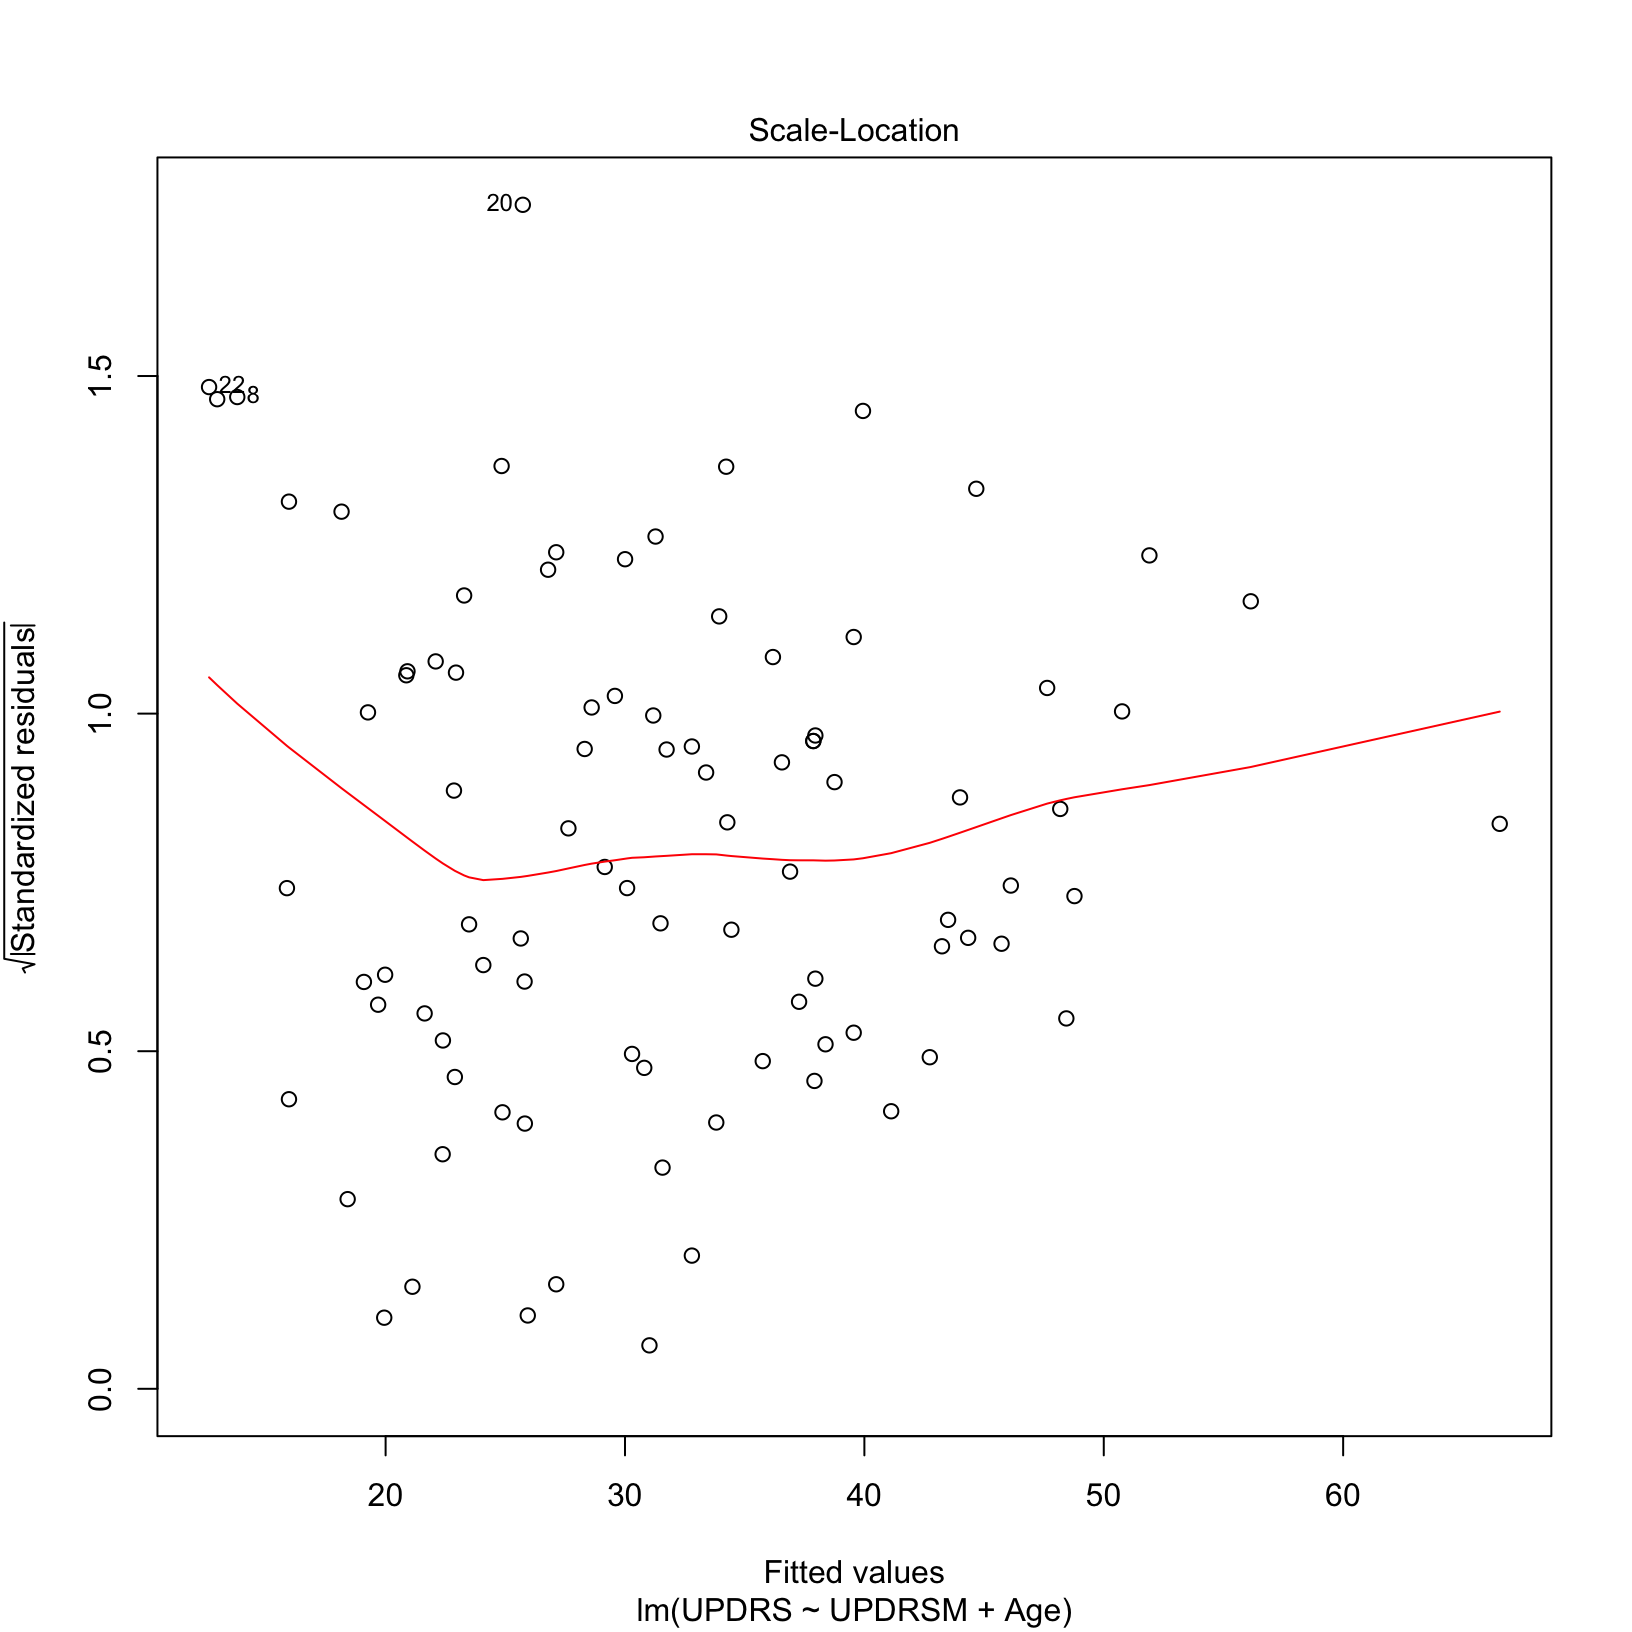 Scale-Location
20
22
8
1.5
1.0
0.5
0.0
√|Standardized residuals|
20 30 40 50 60
Fitted values
lm(UPDRS ~ UPDRSM + Age)